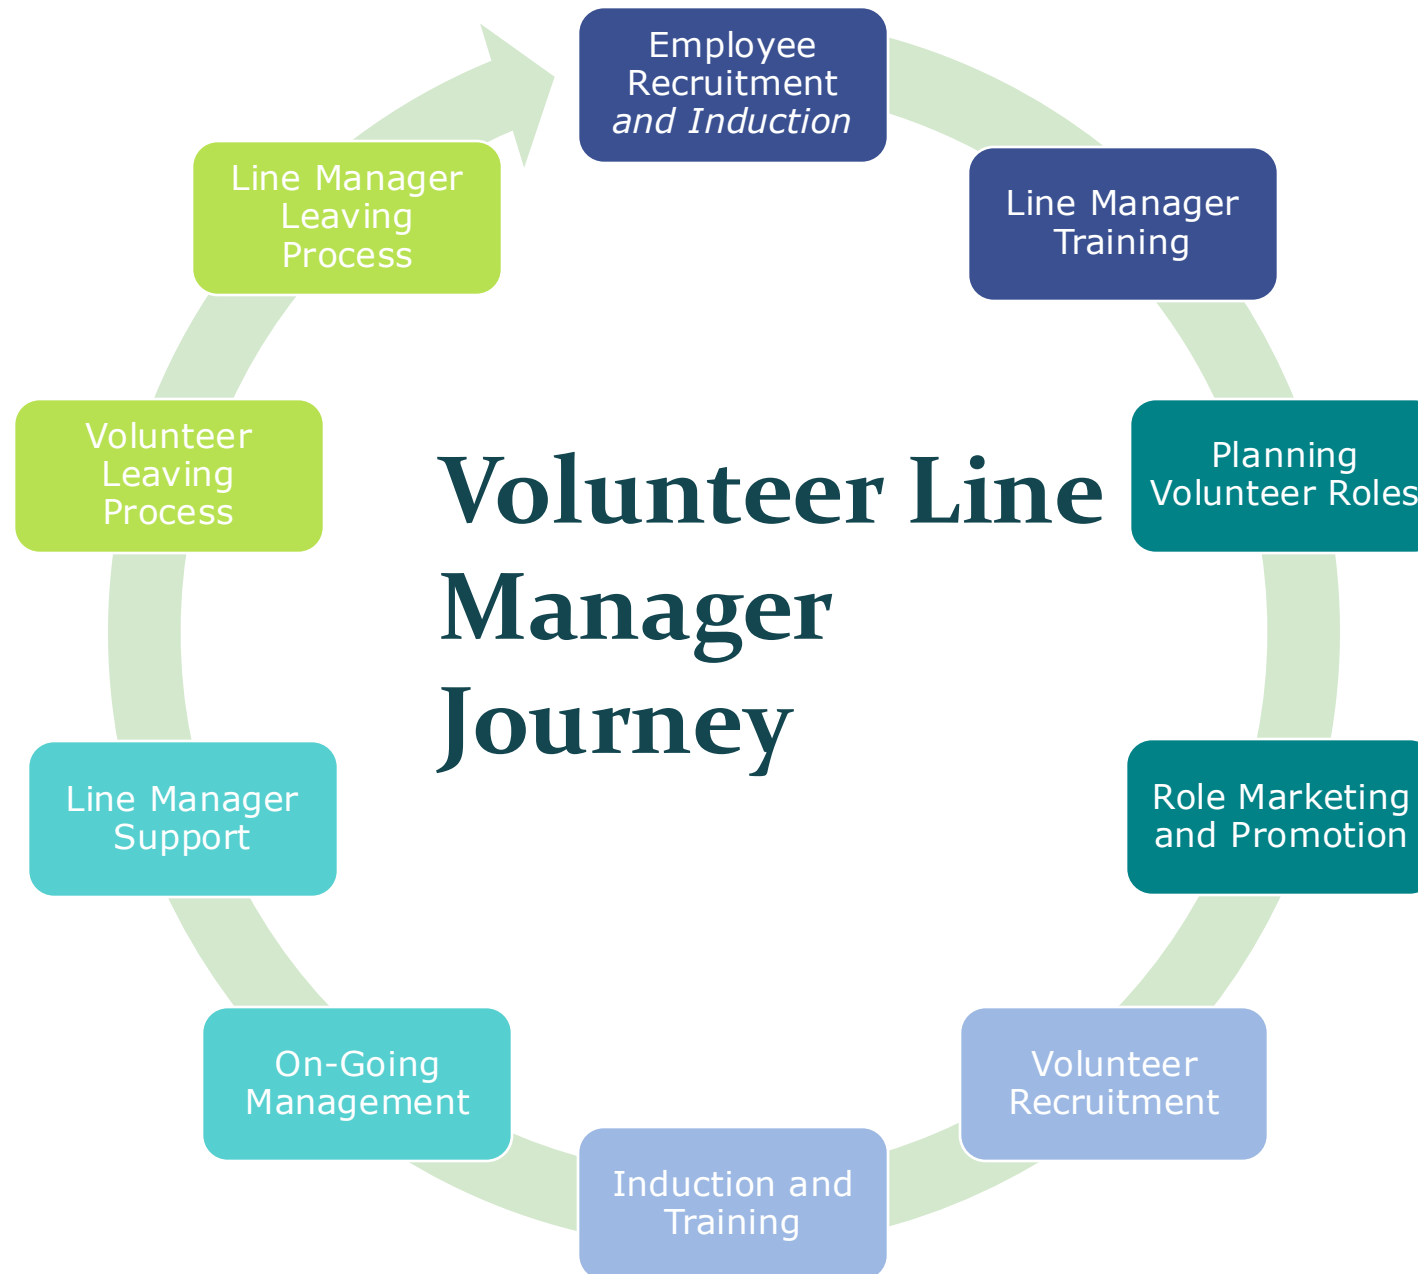 Employee
Recruitment
and Induction
Line Manager
Training
Planning
Volunteer Roles
Role Marketing
and Promotion
Volunteer
Recruitment
Induction and
Training
On-Going
Management
Line Manager
Support
Volunteer
Leaving
Process
Line Manager
Leaving
Process
Volunteer Line
Manager
Journey